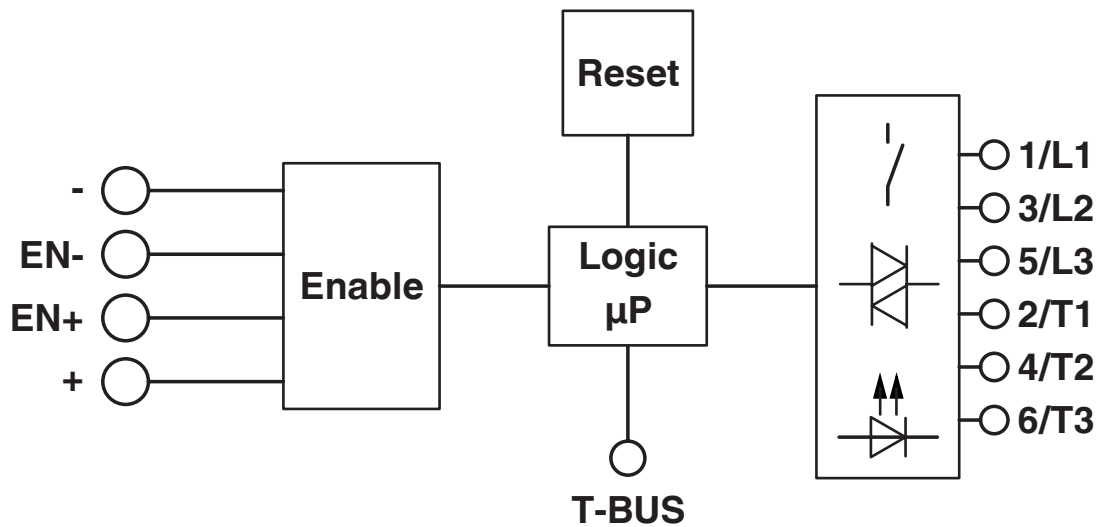 Reset
-
EN-
EN+
+
Enable
Logic
µP
T-BUS
1/L1
3/L2
5/L3
2/T1
4/T2
6/T3